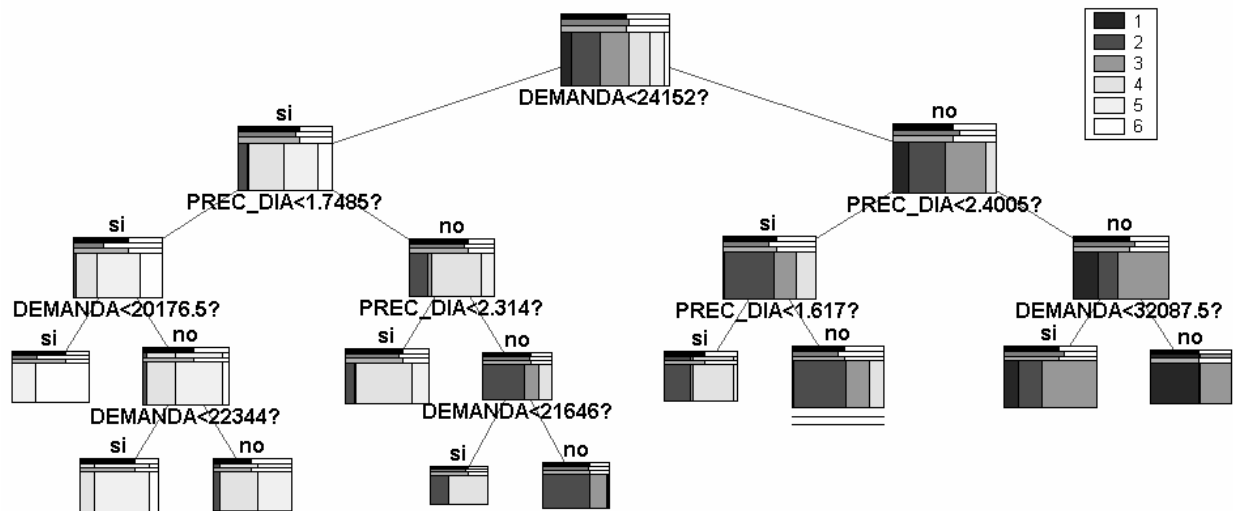 1
2
3
4
5
6
DEMANDA<24152?
si
no
PREC_DIA<1.7485?
PREC_DIA<2.4005?
si
no
si
no
DEMANDA<20176.5?
PREC_DIA<2.314?
PREC_DIA<1.617?
DEMANDA<32087.5?
si
no
si
no
si
no
si
no
DEMANDA<22344?
DEMANDA<21646?
si
no
si
no